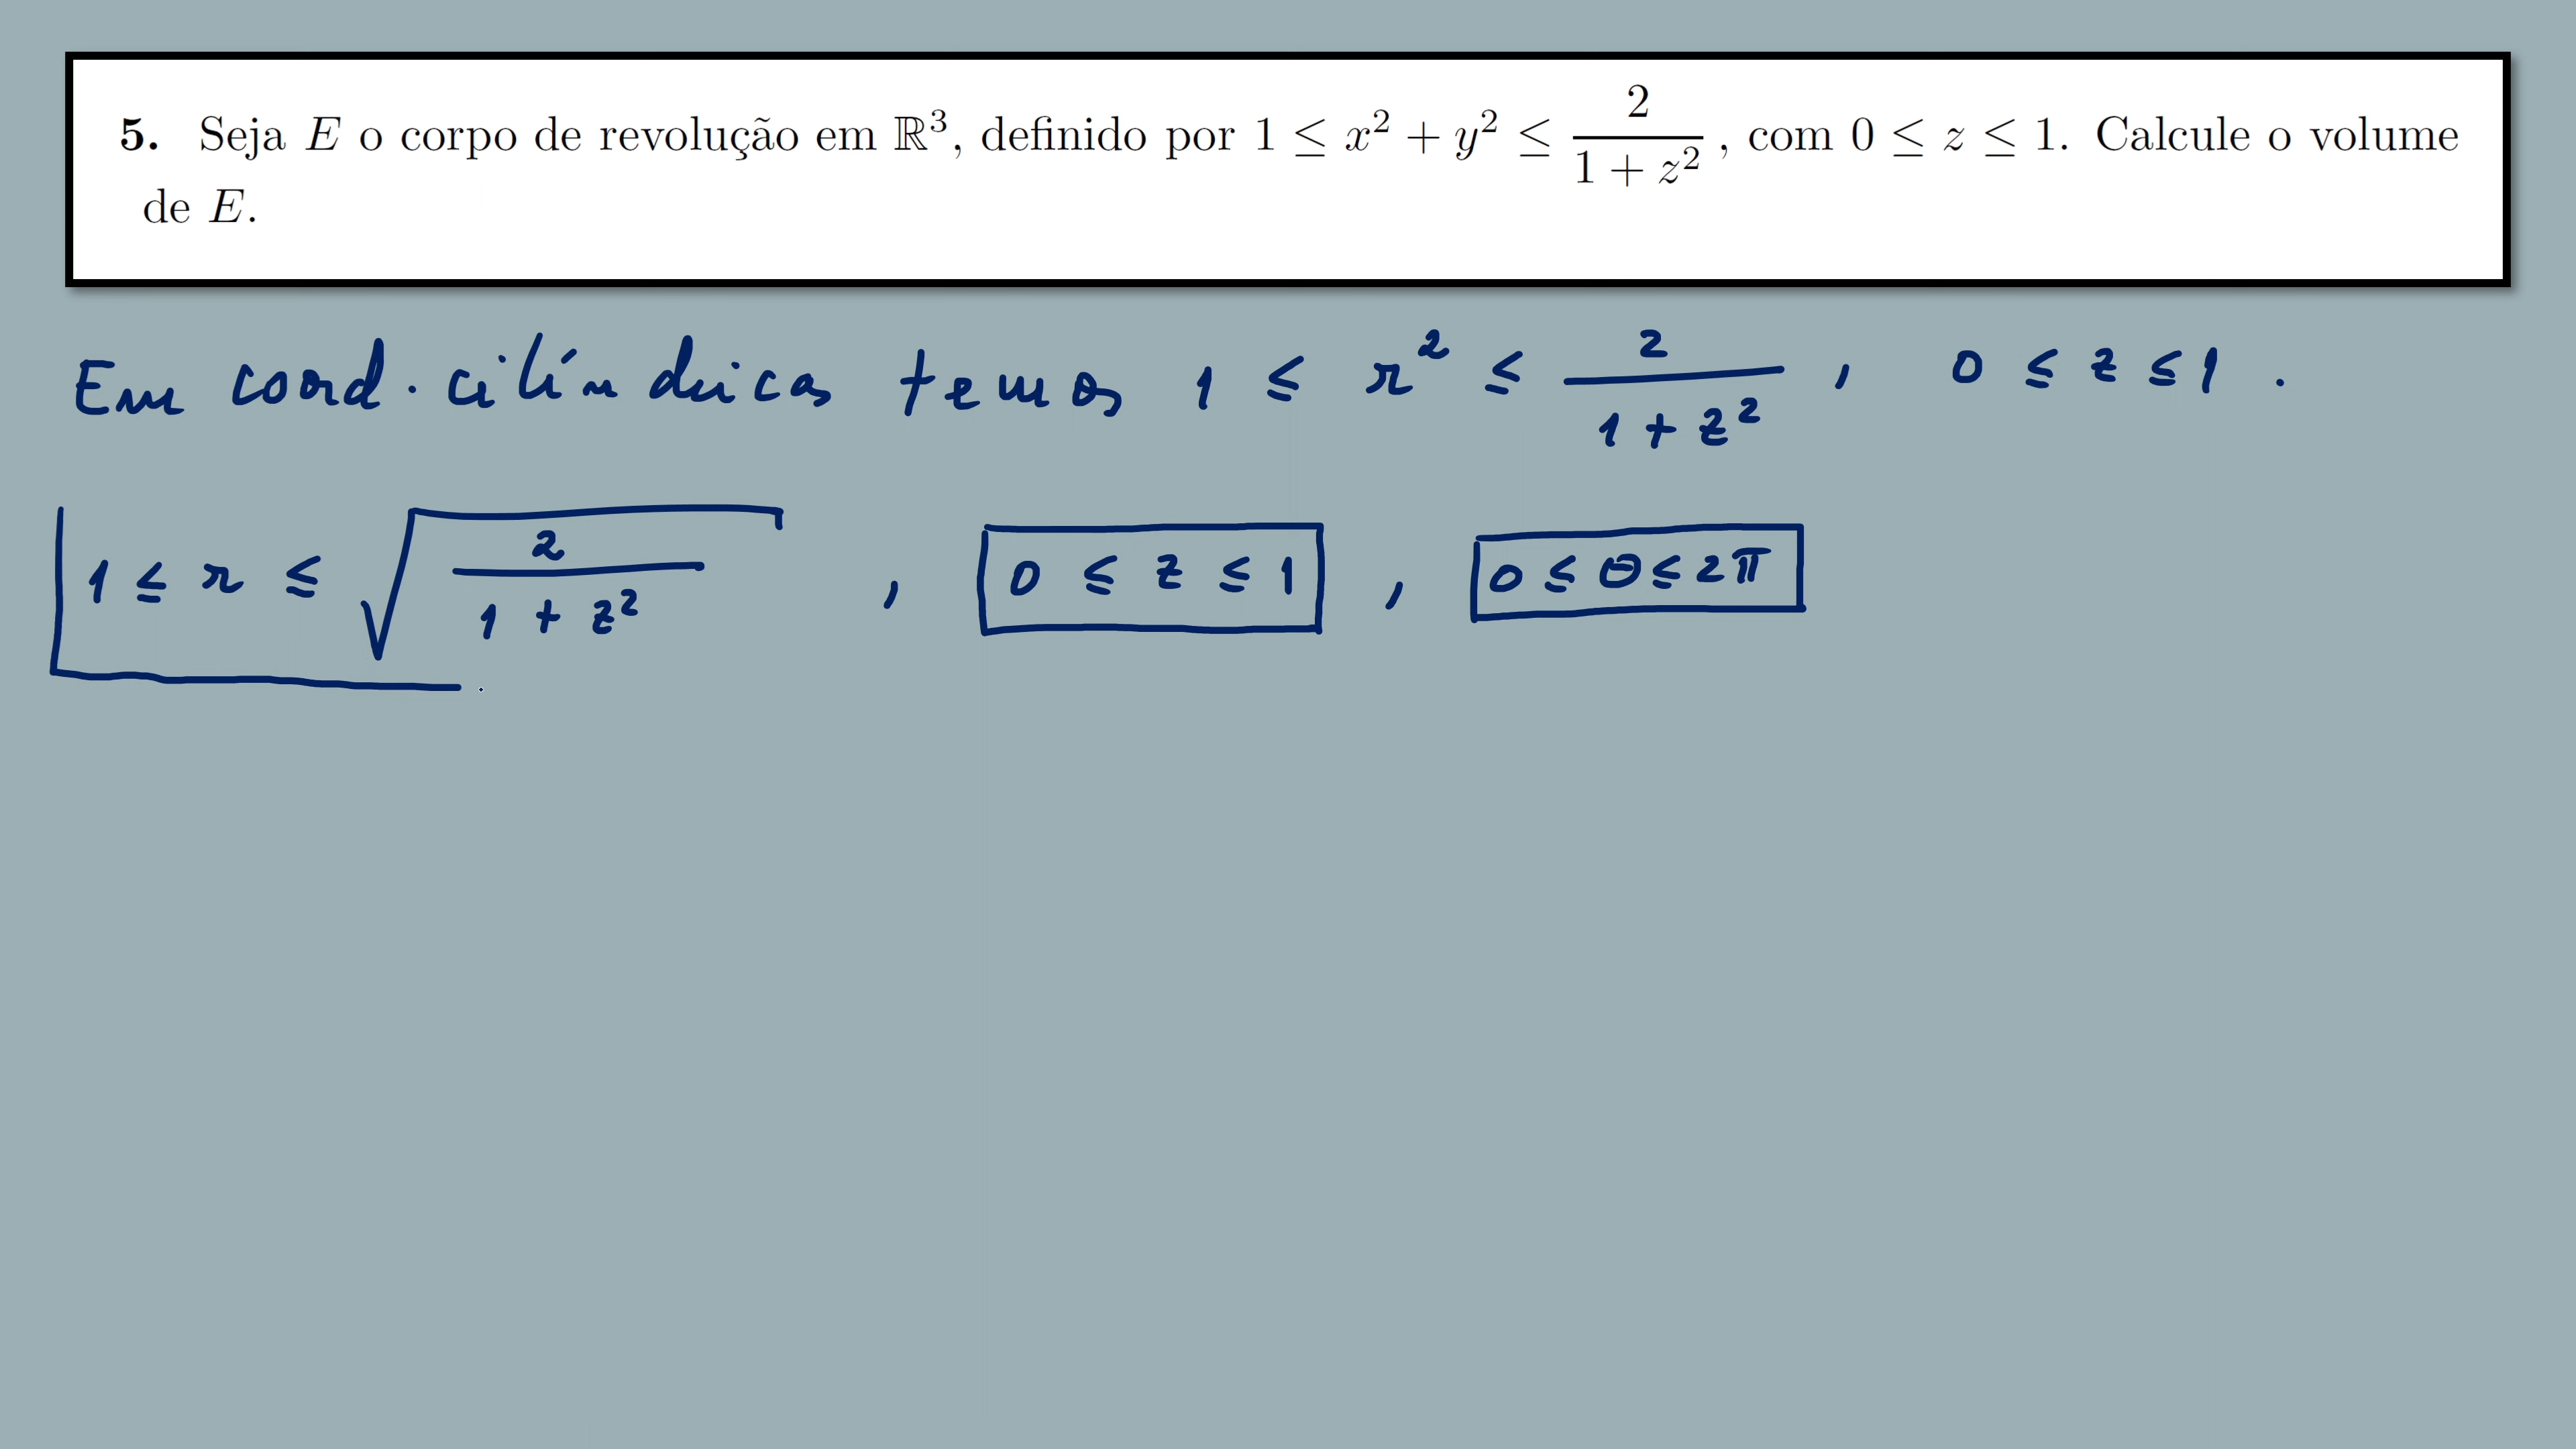 5. Seja E o corpo de revolução em ℝ³, definido por 1 ≤ x² + y² ≤ 2/(1 + z²), com 0 ≤ z ≤ 1. Calcule o volume
de E.
Em coord. cilíndricas temos 1 ≤ r² ≤ 2/(1 + z²), 0 ≤ z ≤ 1.
1 ≤ r ≤ √(2/(1 + z²)), 0 ≤ z ≤ 1, 0 ≤ θ ≤ 2π